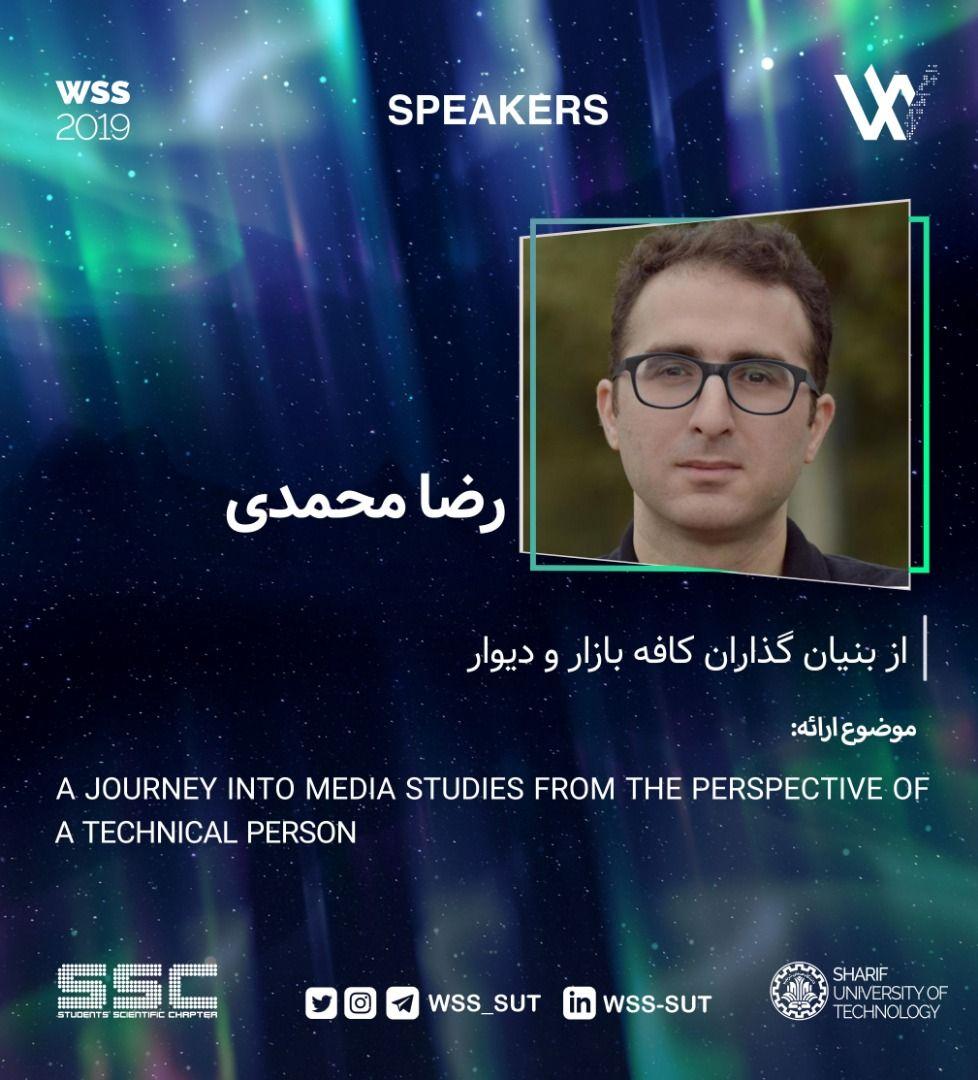 WSS
2019
SPEAKERS
رضا محمدی
از بنیان گذاران کافه بازار و دیوار
موضوع ارائه:
A JOURNEY INTO MEDIA STUDIES FROM THE PERSPECTIVE OF
A TECHNICAL PERSON
SSC
STUDENTS' SCIENTIFIC CHAPTER
WSS_SUT
WSS-SUT
SHARIF
UNIVERSITY OF
TECHNOLOGY